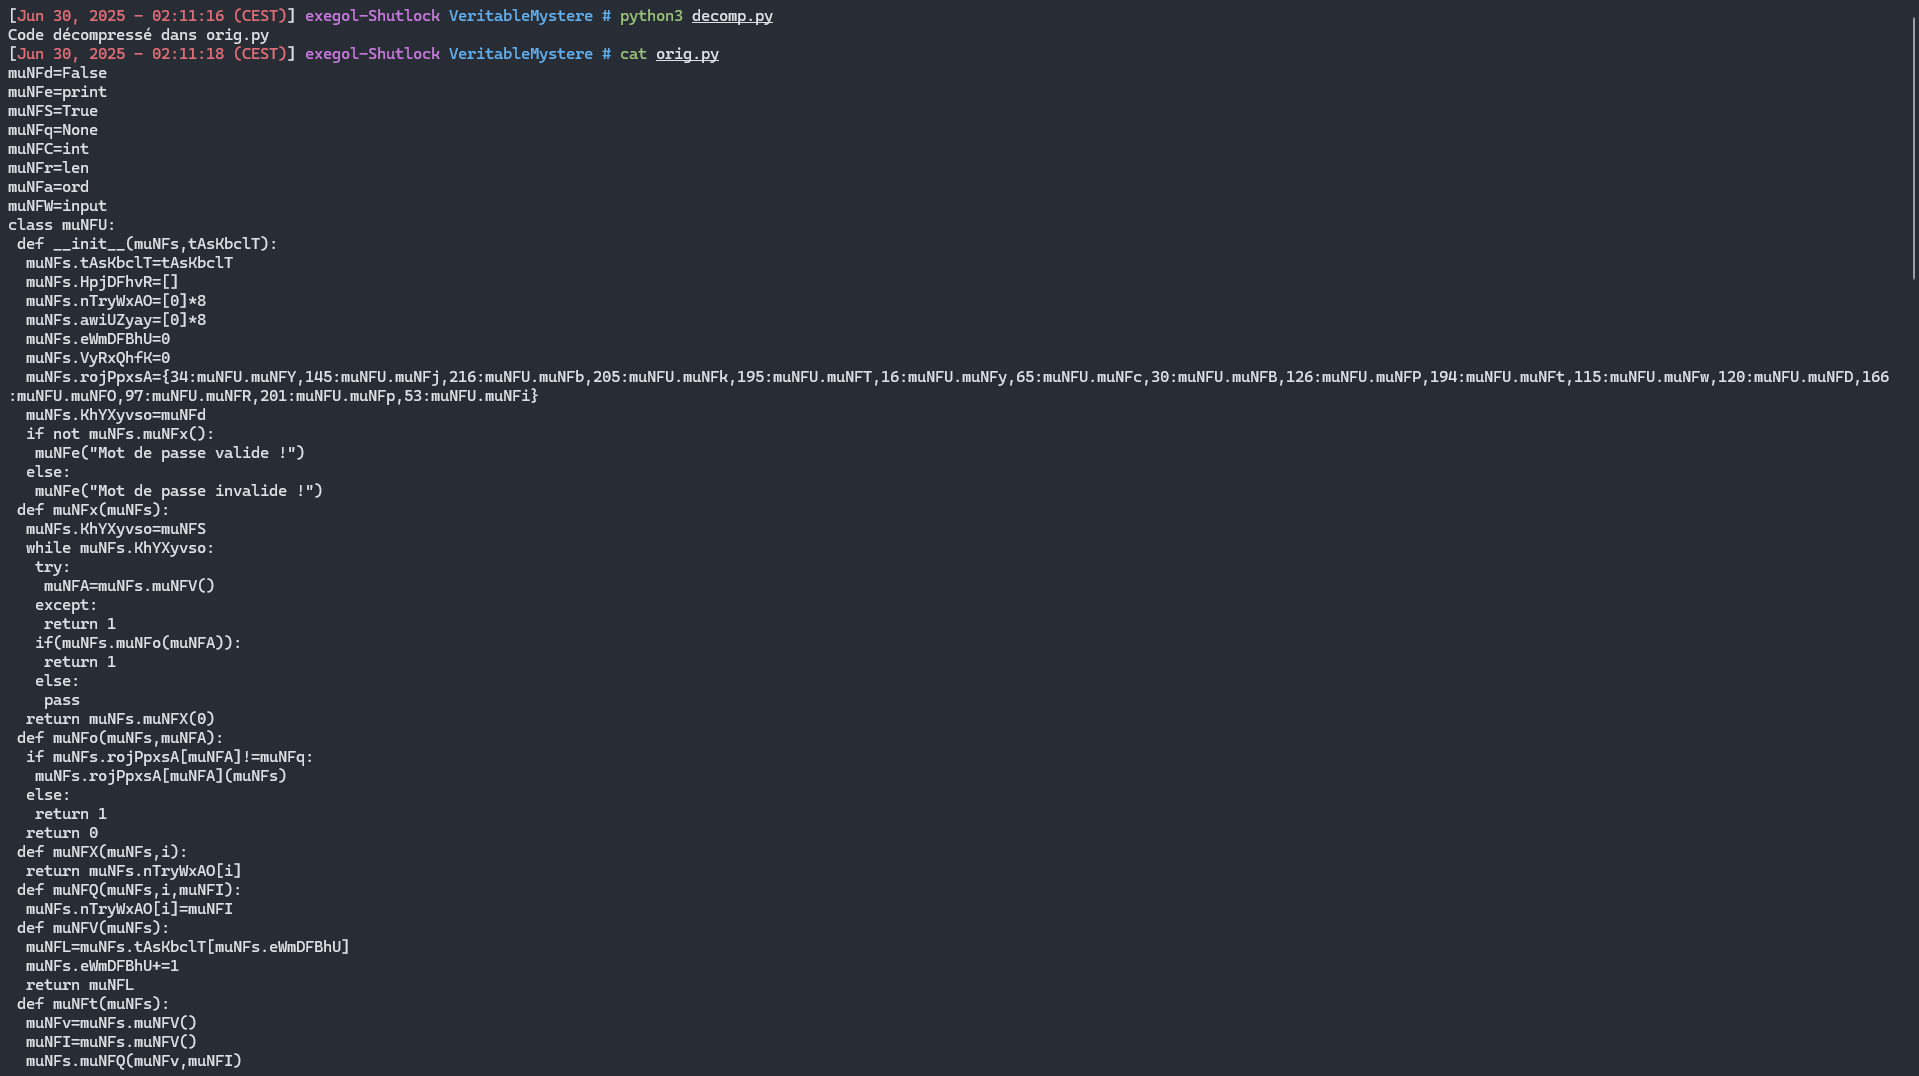 [Jun 30, 2025 - 02:11:16 (CEST)] exegol-Shutlock VeritableMystere # python3 decomp.py
Code décompressé dans orig.py
[Jun 30, 2025 - 02:11:18 (CEST)] exegol-Shutlock VeritableMystere # cat orig.py
muNFd=False
muNFe=print
muNFS=True
muNFq=None
muNFC=int
muNFr=len
muNFa=ord
muNFW=input
class muNFU:
 def __init__(muNFs,tAsKbclT):
  muNFs.tAsKbclT=tAsKbclT
  muNFs.HpjDFhvR=[]
  muNFs.nTryWxAO=[0]*8
  muNFs.awiUZyay=[0]*8
  muNFs.eWmDFBhU=0
  muNFs.VyRxQhfK=0
  muNFs.rojPpxsA={34:muNFU.muNFY,145:muNFU.muNFj,216:muNFU.muNFb,205:muNFU.muNFk,195:muNFU.muNFT,16:muNFU.muNFy,65:muNFU.muNFc,30:muNFU.muNFB,126:muNFU.muNFP,194:muNFU.muNFt,115:muNFU.muNFw,120:muNFU.muNFD,166
:muNFU.muNFO,97:muNFU.muNFR,201:muNFU.muNFp,53:muNFU.muNFi}
  muNFs.KhYXyvso=muNFd
  if not muNFs.muNFx():
   muNFe("Mot de passe valide !")
  else:
   muNFe("Mot de passe invalide !")
 def muNFx(muNFs):
  muNFs.KhYXyvso=muNFS
  while muNFs.KhYXyvso:
   try:
    muNFA=muNFs.muNFV()
   except:
    return 1
   if(muNFs.muNFo(muNFA)):
    return 1
   else:
    pass
  return muNFs.muNFX(0)
 def muNFo(muNFs,muNFA):
  if muNFs.rojPpxsA[muNFA]!=muNFq:
   muNFs.rojPpxsA[muNFA](muNFs)
  else:
   return 1
  return 0
 def muNFX(muNFs,i):
  return muNFs.nTryWxAO[i]
 def muNFQ(muNFs,i,muNFI):
  muNFs.nTryWxAO[i]=muNFI
 def muNFV(muNFs):
  muNFL=muNFs.tAsKbclT[muNFs.eWmDFBhU]
  muNFs.eWmDFBhU+=1
  return muNFL
 def muNFt(muNFs):
  muNFv=muNFs.muNFV()
  muNFI=muNFs.muNFV()
  muNFs.muNFQ(muNFv,muNFI)